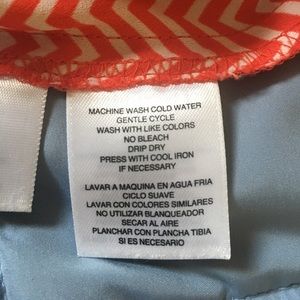 MACHINE WASH COLD WATER
GENTLE CYCLE
WASH WITH LIKE COLORS
NO BLEACH
DRIP DRY
PRESS WITH COOL IRON
IF NECESSARY
LAVAR A MAQUINA EN AGUA FRIA
CICLO SUAVE
LAVAR CON COLORES SIMILARES
NO UTILIZAR BLANQUEADOR
SECAR AL AIRE
PLANCHAR CON PLANCHA TIBIA
SI ES NECESARIO